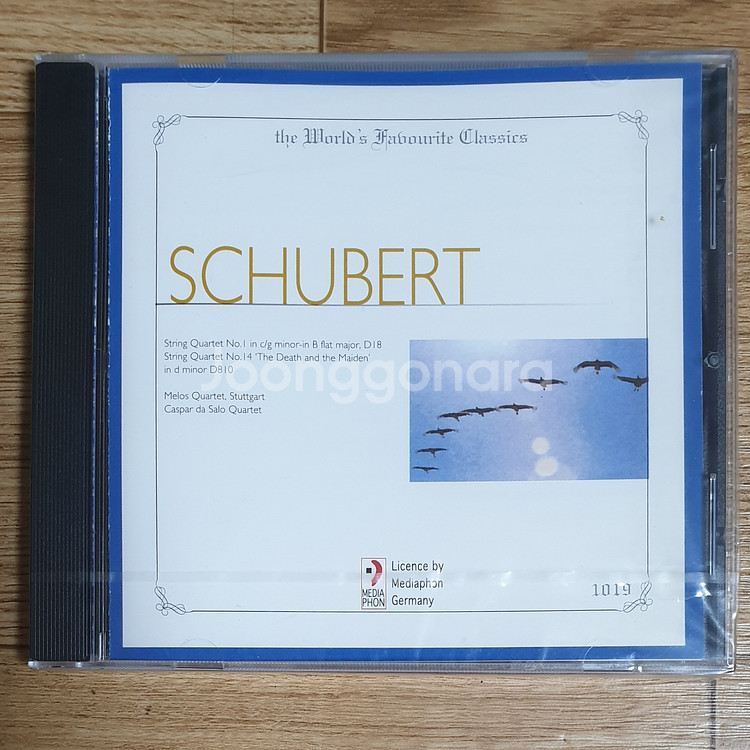 the World's Favourite Classics
SCHUBERT
String Quartet No.1 in c/g minor-in B flat major, D18
String Quartet No.14 'The Death and the Maiden'
in d minor D810
Joonggonara
Melos Quartet, Stuttgart
Caspar da Salo Quartet
MEDIA
PHON
Licence by
Mediaphon
Germany
1019